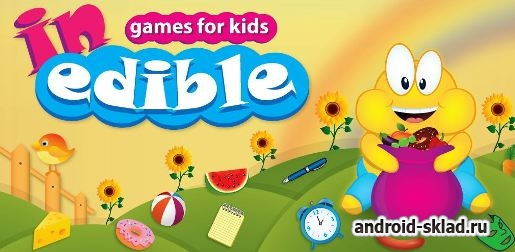 in
games for kids
edible
android-sklad.ru